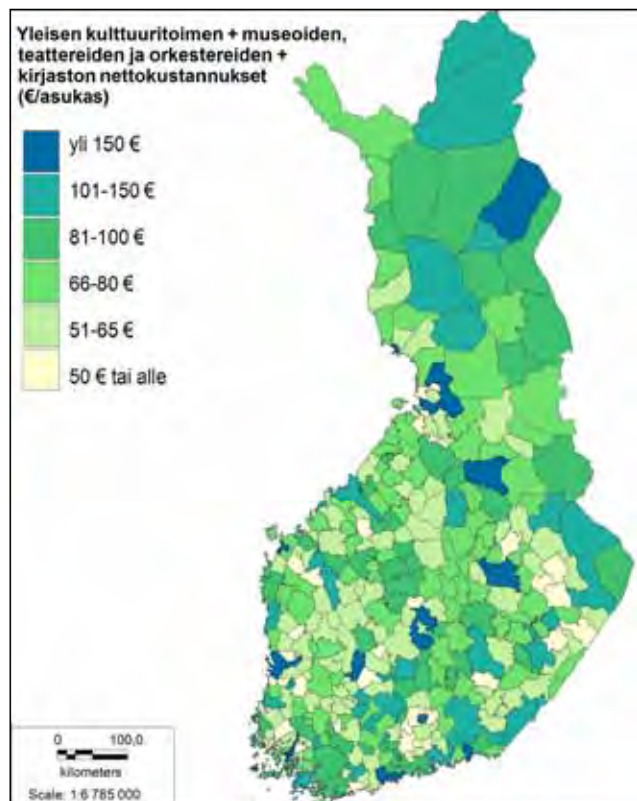 Yleisen kulttuuritoimen + museoiden,
teattereiden ja orkestereiden +
kirjaston nettokustannukset
(€/asukas)
yli 150 €
101-150 €
81-100 €
66-80 €
51-65 €
50 € tai alle
0 100,0
kilometers
Scale: 1:6 785 000